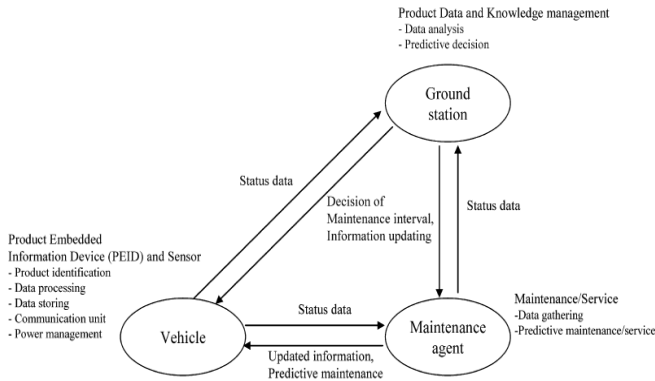 Product Data and Knowledge management
- Data analysis
- Predictive decision
Ground
station
Status data
Decision of
Maintenance interval,
Information updating
Status data
Product Embedded
Information Device (PEID) and Sensor
- Product identification
- Data processing
- Data storing
- Communication unit
- Power management
Vehicle
Status data
Updated information,
Predictive maintenance
Maintenance
agent
Maintenance/Service
-Data gathering
-Predictive maintenance/service